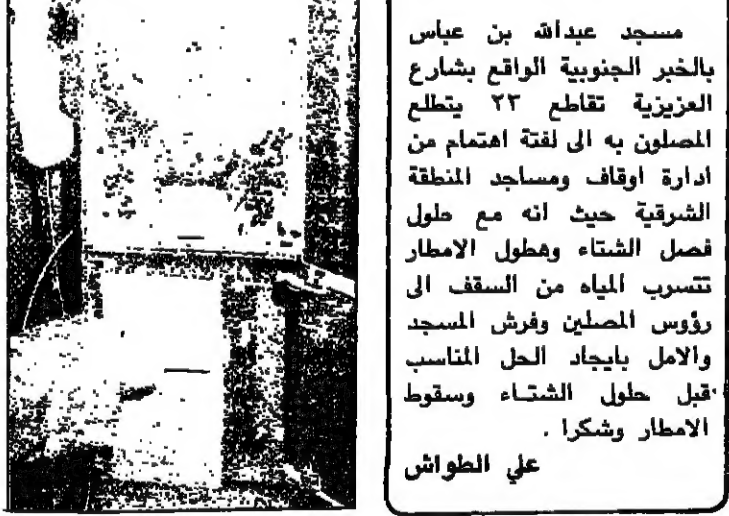 مسجد عبدالله بن عباس
بالخبر الجنوبية الواقع بشارع
العزيزية تقاطع ٢٣ يتطلع
المصلون به الى لفتة اهتمام من
ادارة اوقاف ومساجد المنطقة
الشرقية حيث انه مع حلول
فصل الشتاء وهطول الامطار
تتسرب المياه من السقف الى
رؤوس المصلين وفرش المسجد
والامل بايجاد الحل المناسب
قبل حلول الشتاء وسقوط
الامطار وشكرا .
علي الطواش